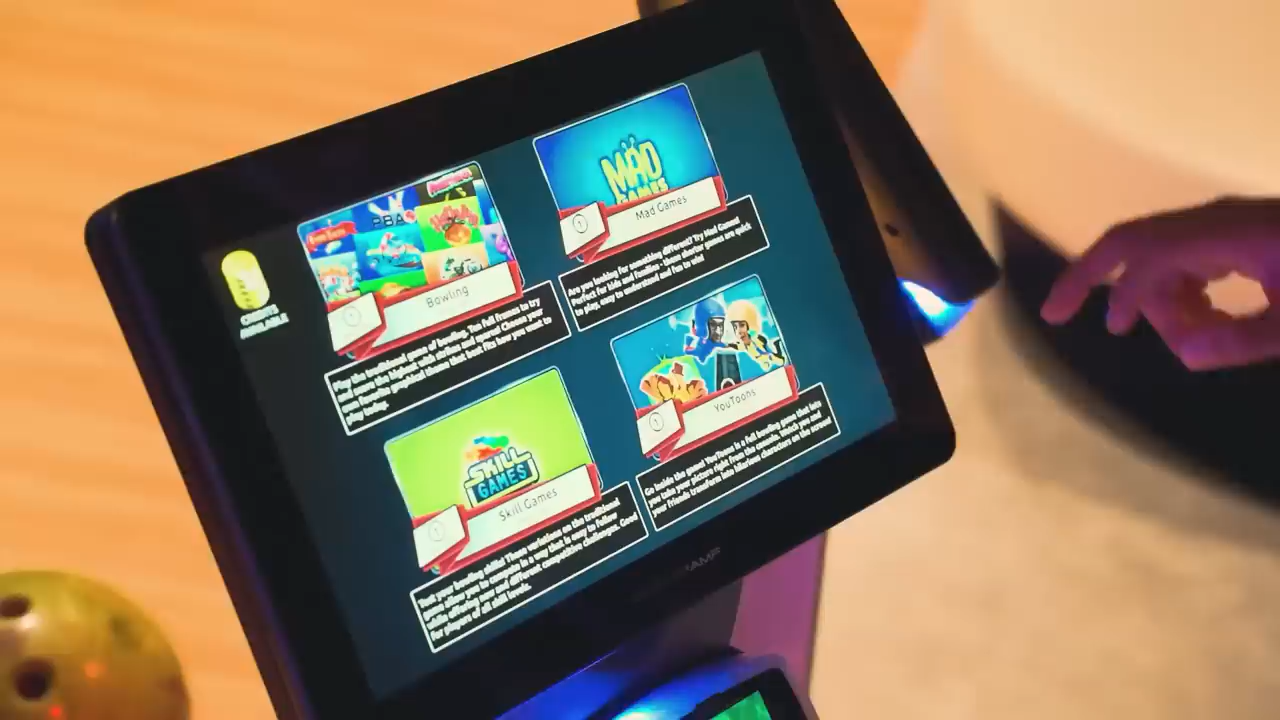 CREDITS
AVAILABLE
PBA
Bowling
Play the traditional game of bowling. Ten full frames to try
and score the highest with strikes and spares! Choose your
own favorite graphical theme that best fits how you want to
play today.
MAD
GAMES
Mad Games
Are you looking for something different? Try Mad Games!
Perfect for kids and families - these shorter games are quick
to play, easy to understand and fun to win!
SKILL
GAMES
Skill Games
Test your bowling skills! These variations on the traditional
game allow you to compete in a way that is easy to follow
while offering new and different competitive challenges. Good
for players of all skill levels.
YouToons
Go inside the game! YouToons is a full bowling game that lets
you take your picture right from the console. Watch you and
your friends transform into hilarious characters on the screen!